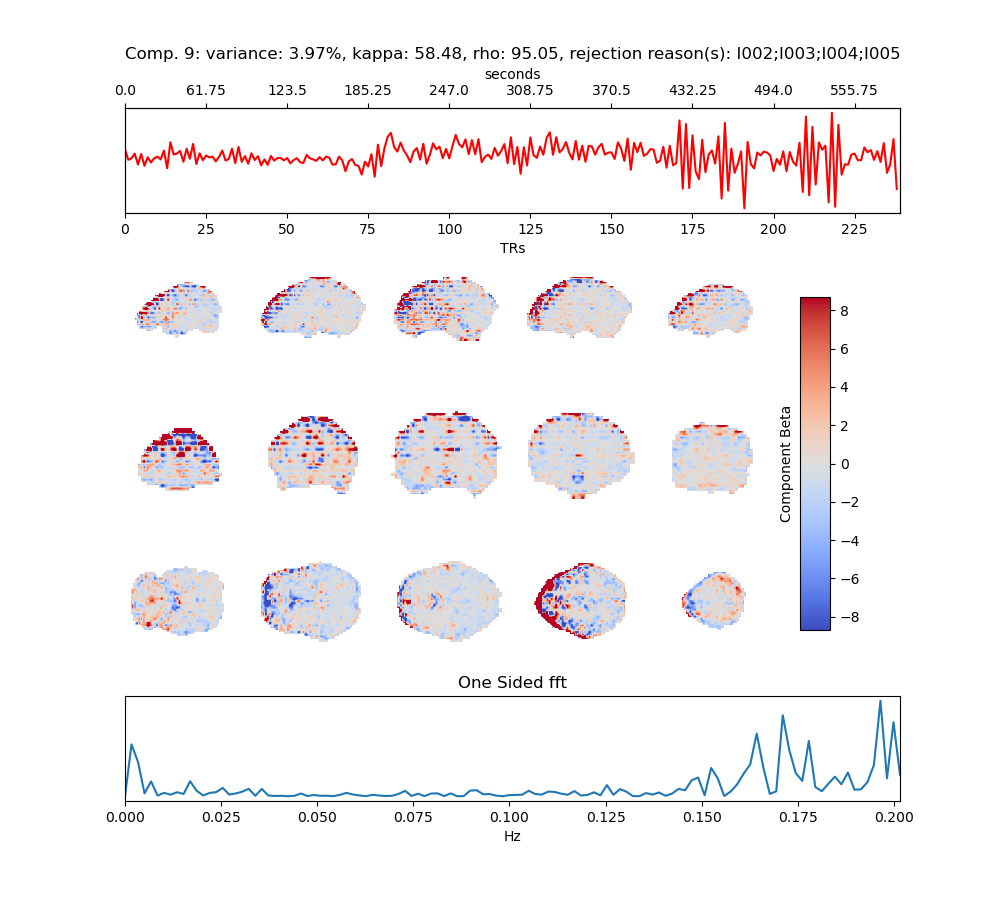 Comp. 9: variance: 3.97%, kappa: 58.48, rho: 95.05, rejection reason(s): I002;I003;I004;I005
seconds
0.0 61.75 123.5 185.25 247.0 308.75 370.5 432.25 494.0 555.75
0 25 50 75 100 125 150 175 200 225
TRs
8
6
4
2
0
−2
−4
−6
−8
Component Beta
One Sided fft
0.000 0.025 0.050 0.075 0.100 0.125 0.150 0.175 0.200
Hz